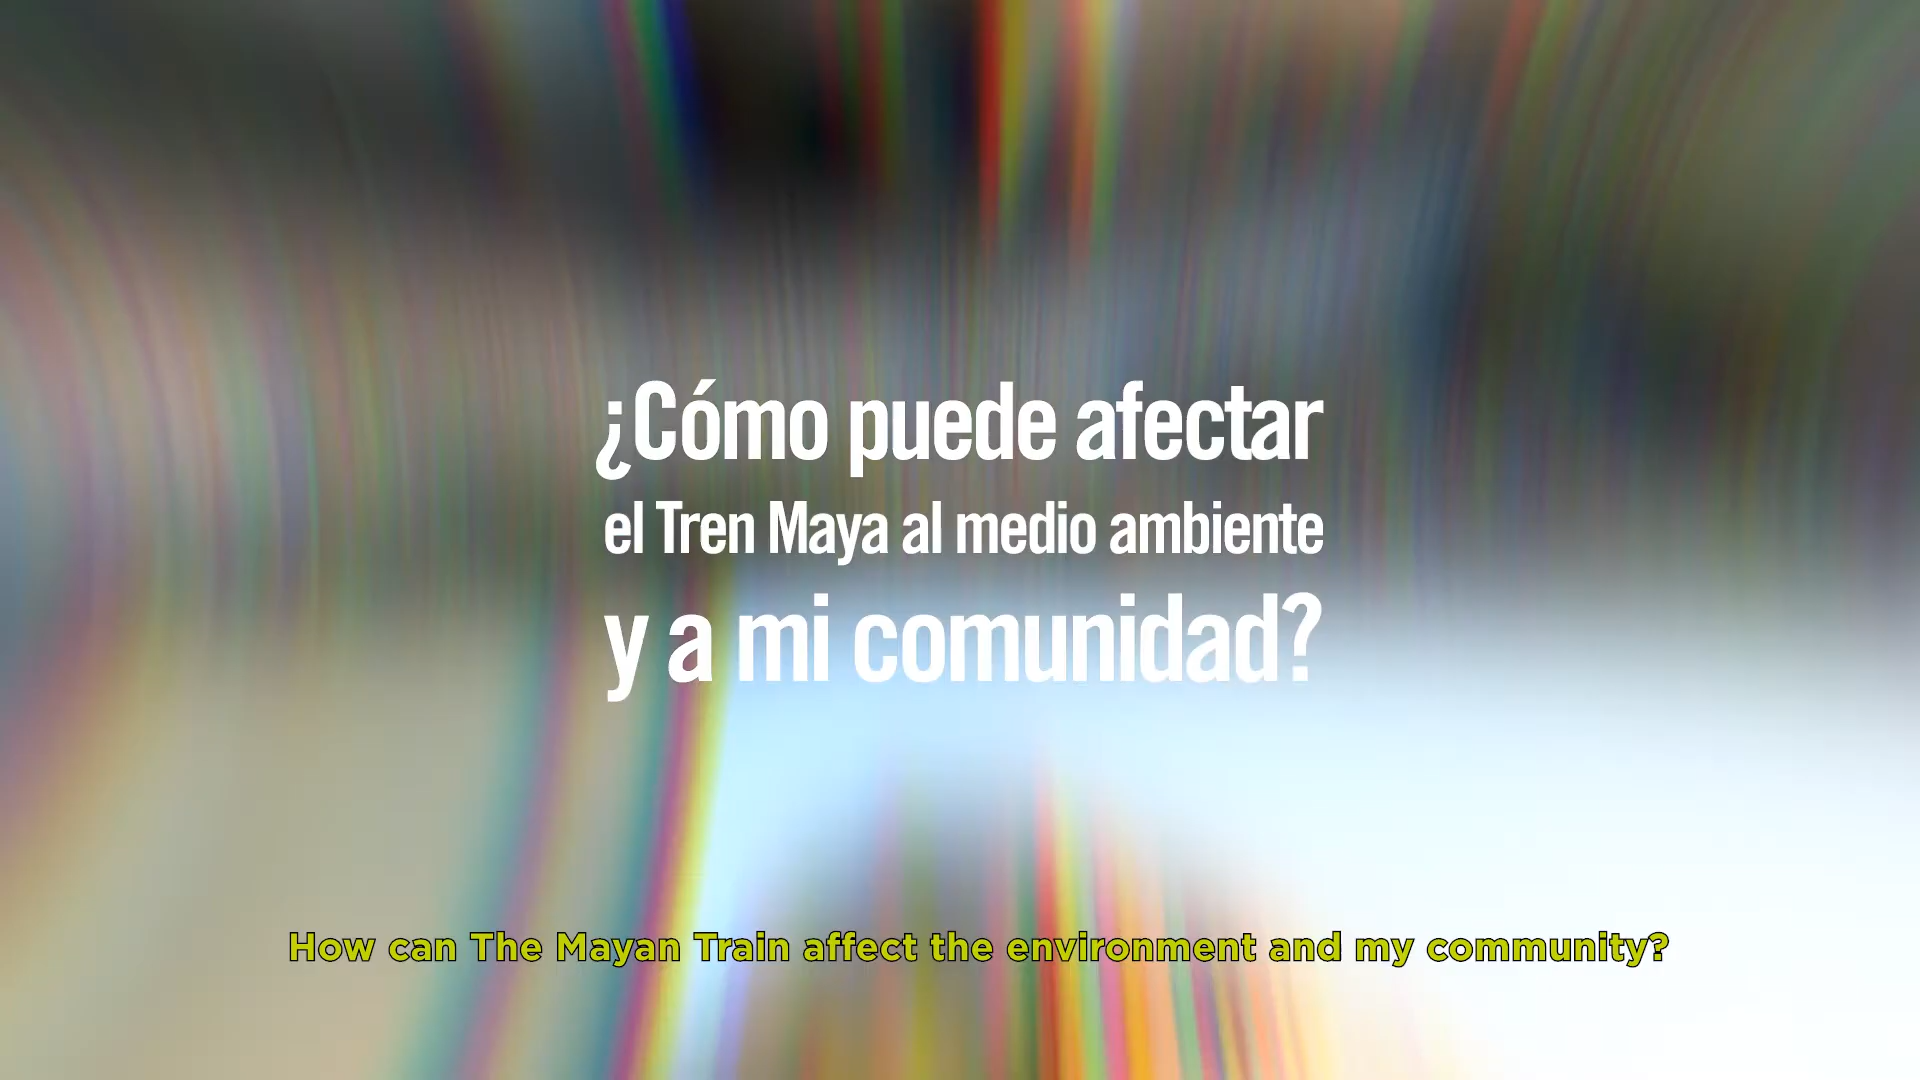 ¿Cómo puede afectar
el Tren Maya al medio ambiente
y a mi comunidad?
How can The Mayan Train affect the environment and my community?